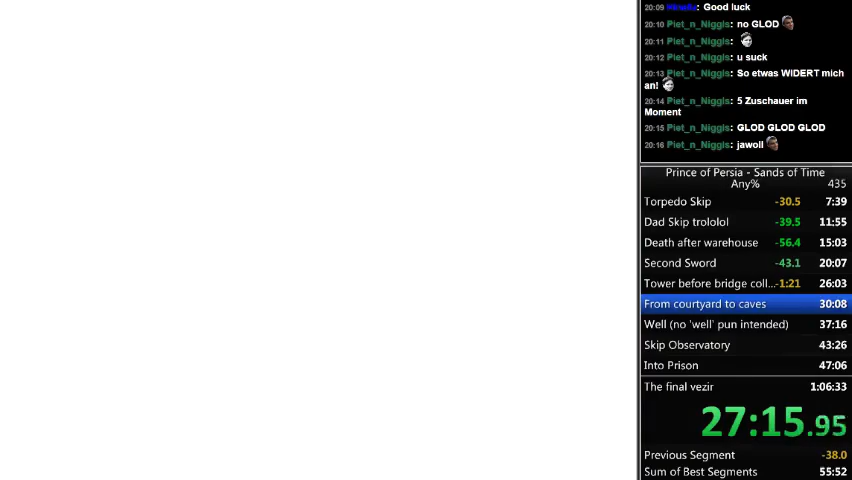 20:09 : Good luck
20:10 Piet_n_Niggls: no GLOD
20:11 Piet_n_Niggls:
20:12 Piet_n_Niggls: u suck
20:13 Piet_n_Niggls: So etwas WIDERT mich
an!
20:14 Piet_n_Niggls: 5 Zuschauer im
Moment
20:15 Piet_n_Niggls: GLOD GLOD GLOD
20:16 Piet_n_Niggls: jawoll
Prince of Persia - Sands of Time
Any% 435
Torpedo Skip -30.5 7:39
Dad Skip trololol -39.5 11:55
Death after warehouse -56.4 15:03
Second Sword -43.1 20:07
Tower before bridge coll... -1:21 26:03
From courtyard to caves 30:08
Well (no 'well' pun intended) 37:16
Skip Observatory 43:26
Into Prison 47:06
The final vezir 1:06:33
27:15.95
Previous Segment -38.0
Sum of Best Segments 55:52